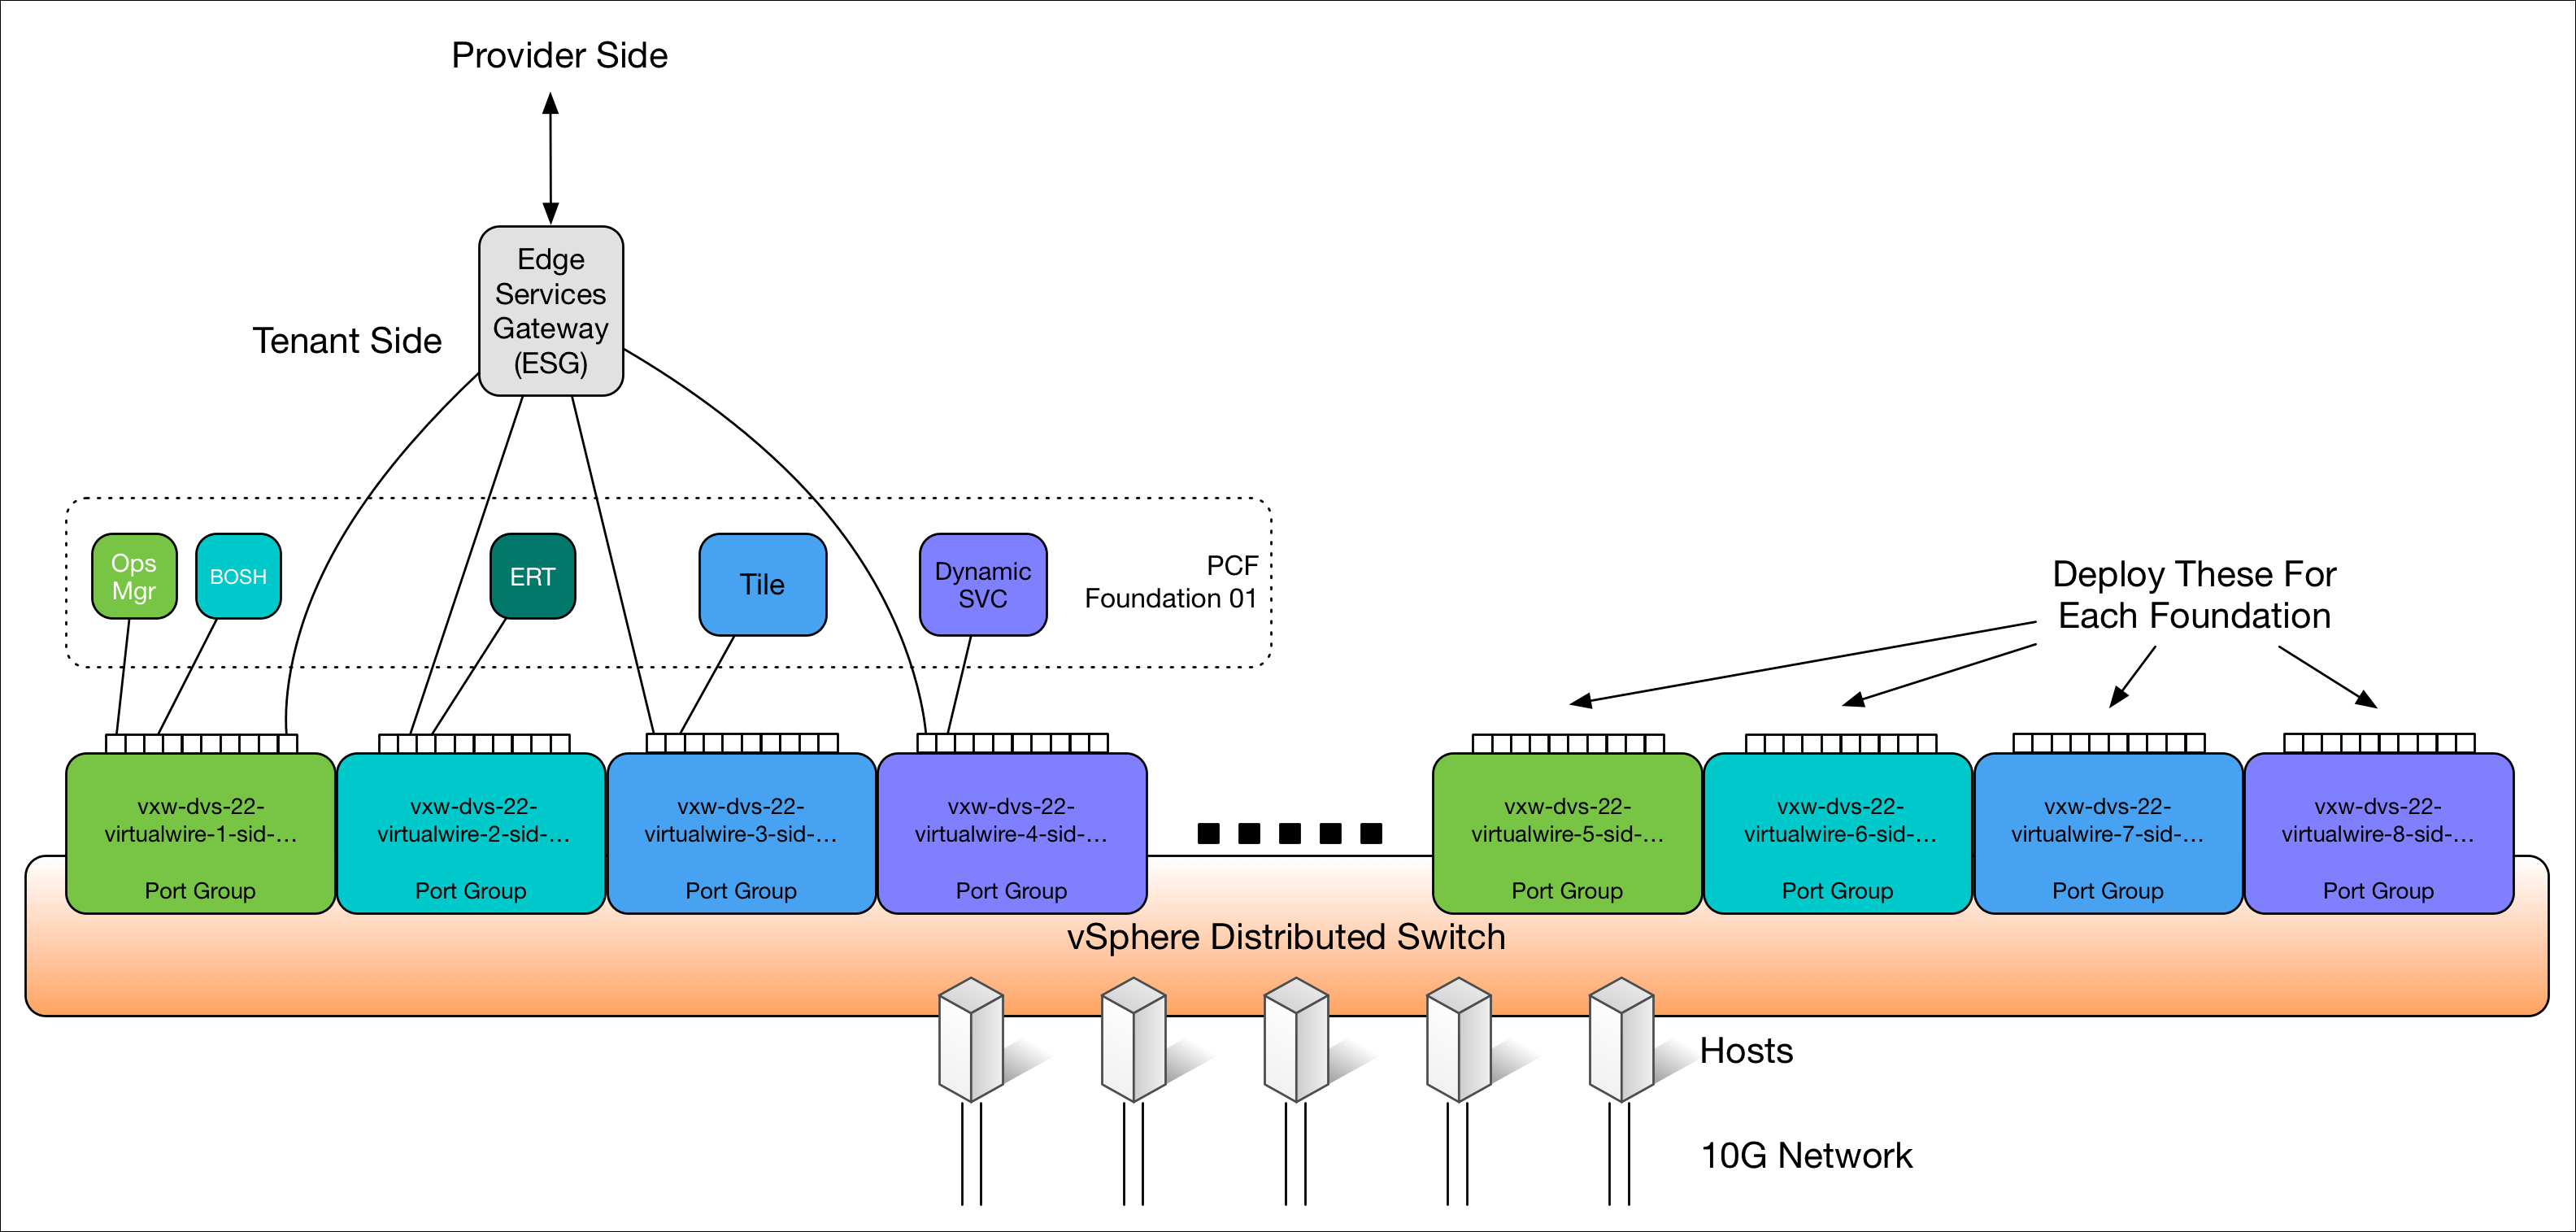 Provider Side
Edge
Services
Gateway
(ESG)
Tenant Side
Ops
Mgr
BOSH
ERT
Tile
Dynamic
SVC
PCF
Foundation 01
Deploy These For
Each Foundation
vxw-dvs-22-
virtualwire-1-sid-...
Port Group
vxw-dvs-22-
virtualwire-2-sid-...
Port Group
vxw-dvs-22-
virtualwire-3-sid-...
Port Group
vxw-dvs-22-
virtualwire-4-sid-...
Port Group
vxw-dvs-22-
virtualwire-5-sid-...
Port Group
vxw-dvs-22-
virtualwire-6-sid-...
Port Group
vxw-dvs-22-
virtualwire-7-sid-...
Port Group
vxw-dvs-22-
virtualwire-8-sid-...
Port Group
vSphere Distributed Switch
Hosts
10G Network